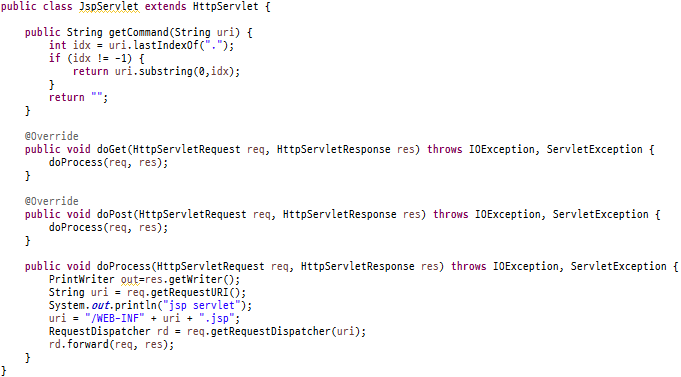 public class JspServlet extends HttpServlet {
public String getCommand(String uri) {
int idx = uri.lastIndexOf(".");
if (idx != -1) {
return uri.substring(0,idx);
}
return "";
}
@Override
public void doGet(HttpServletRequest req, HttpServletResponse res) throws IOException, ServletException {
doProcess(req, res);
}
@Override
public void doPost(HttpServletRequest req, HttpServletResponse res) throws IOException, ServletException {
doProcess(req, res);
}
public void doProcess(HttpServletRequest req, HttpServletResponse res) throws IOException, ServletException {
PrintWriter out=res.getWriter();
String uri = req.getRequestURI();
System.out.println("jsp servlet");
uri = "/WEB-INF" + uri + ".jsp";
RequestDispatcher rd = req.getRequestDispatcher(uri);
rd.forward(req, res);
}
}